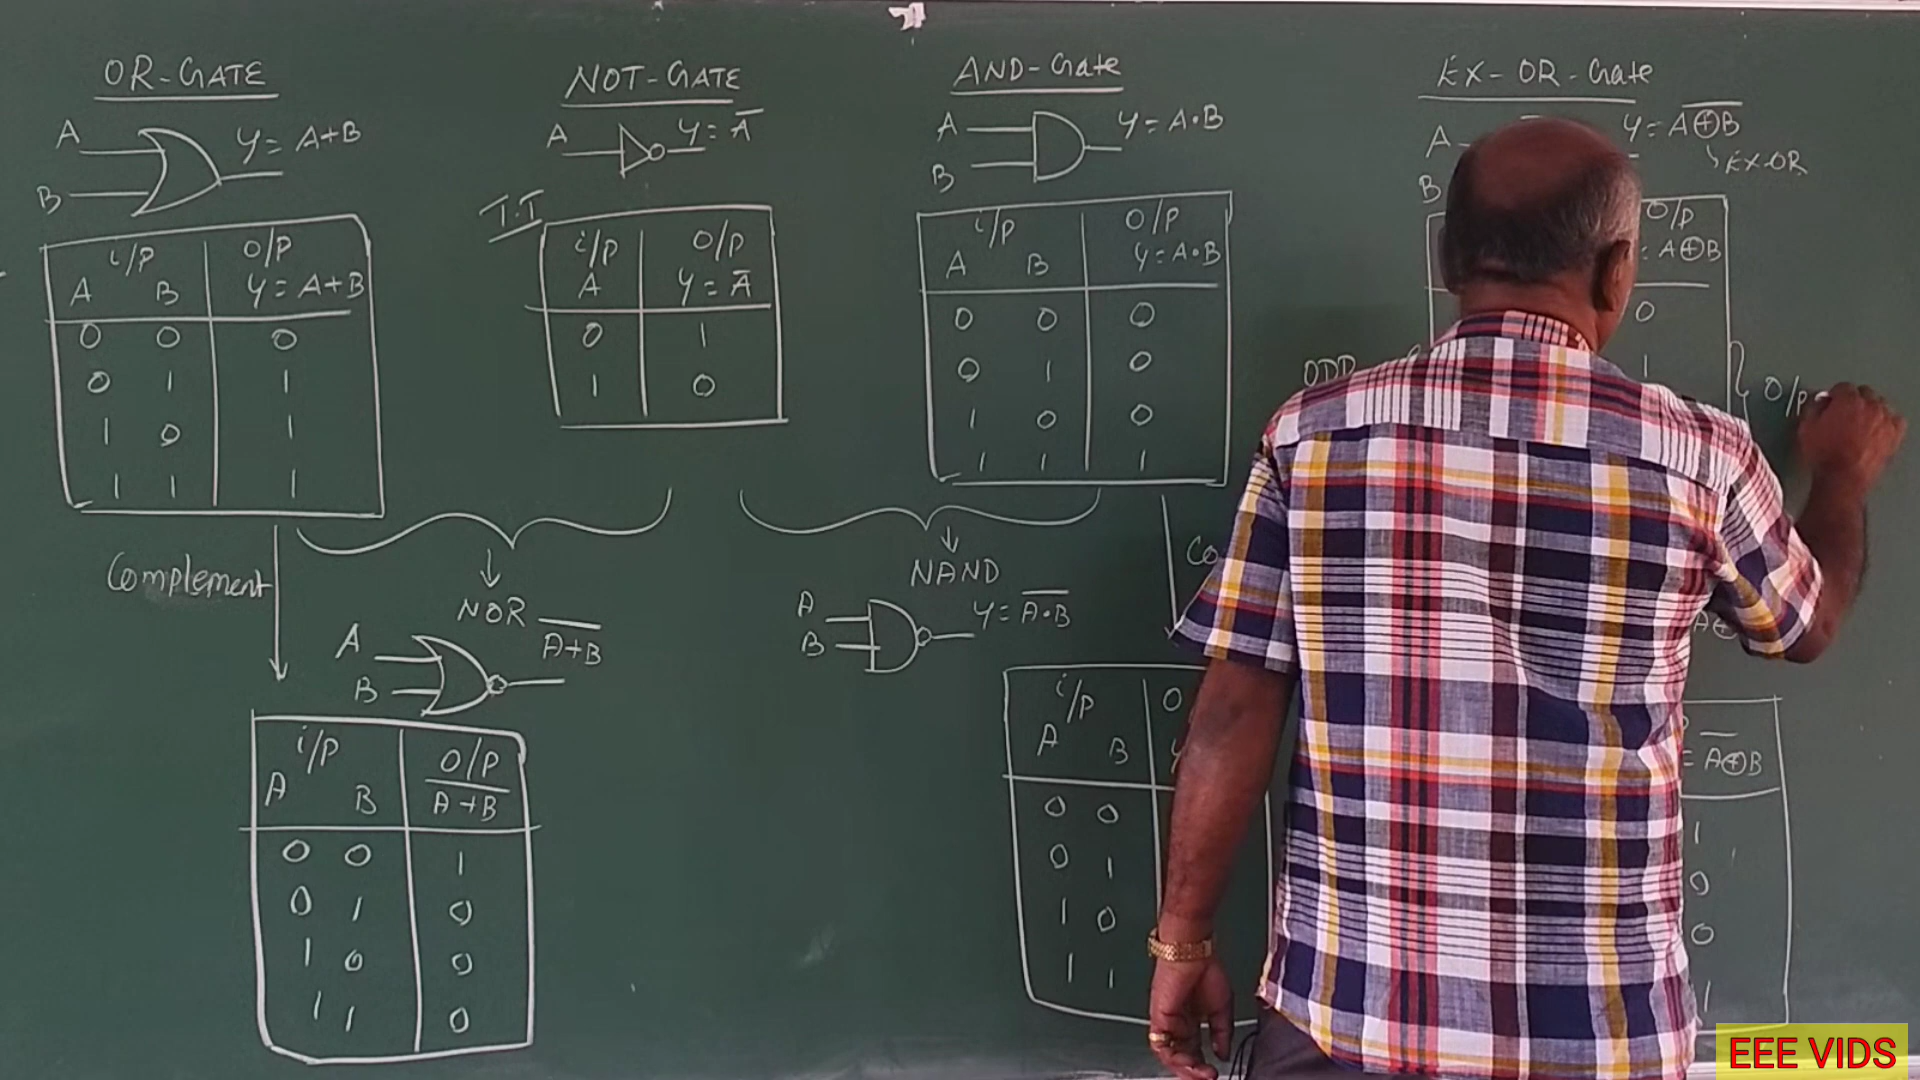 OR-GATE
A
B
Y = A+B
i/p O/p
A B Y = A+B
0 0 0
0 1 1
1 0 1
1 1 1
NOT-GATE
A
Y = A̅
T.T
i/p O/p
A Y = A̅
0 1
1 0
AND-Gate
A
B
Y = A•B
i/p O/p
A B Y = A•B
0 0 0
0 1 0
1 0 0
1 1 1
EX-OR-Gate
A
B
Y = A̅⊕̅B̅
EX-OR
O/p
= A⊕B
0
1
ODD
O/p
Complement
NOR
A̅+̅B̅
A
B
i/p O/P
A B A+B
0 0 1
0 1 0
1 0 0
1 1 0
NAND
A
B
Y = A̅•̅B̅
i/p
A B
0 0
0 1
1 0
1 1
= A̅⊕̅B̅
1
0
0
1
EEE VIDS